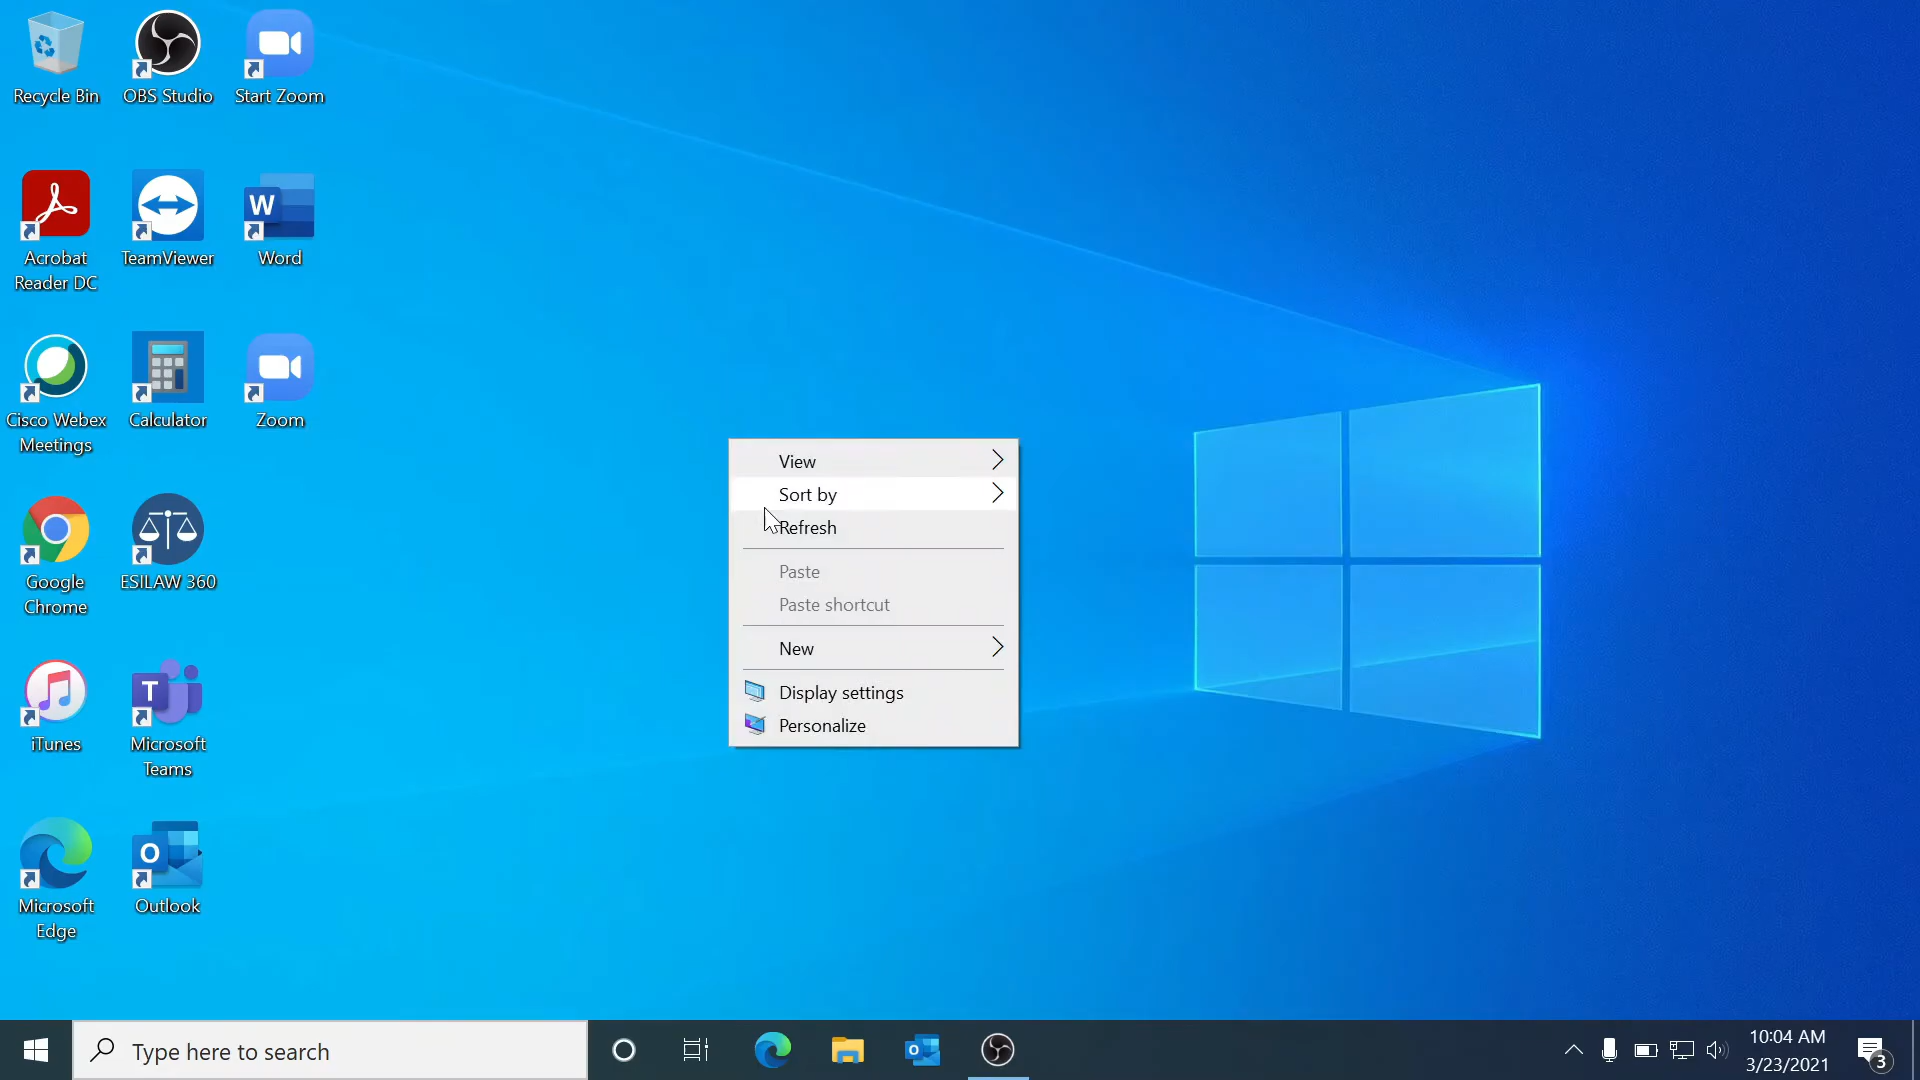 Recycle Bin
OBS Studio
Start Zoom
Acrobat
Reader DC
TeamViewer
W
Word
Cisco Webex
Meetings
Calculator
Zoom
Google
Chrome
ESILAW 360
iTunes
T
Microsoft
Teams
Microsoft
Edge
O
Outlook
View
Sort by
Refresh
Paste
Paste shortcut
New
Display settings
Personalize
Type here to search
O
10:04 AM
3/23/2021
3